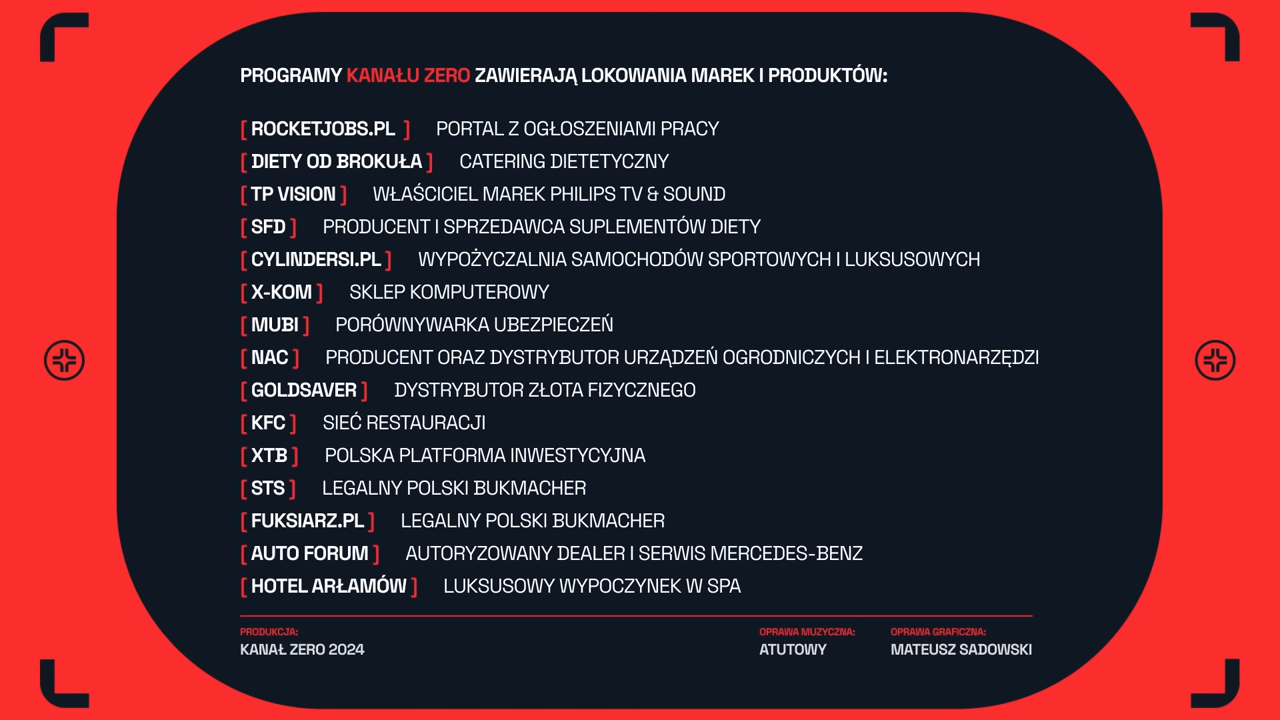 PROGRAMY KANAŁU ZERO ZAWIERAJĄ LOKOWANIA MAREK I PRODUKTÓW:
[ ROCKETJOBS.PL ] PORTAL Z OGŁOSZENIAMI PRACY
[ DIETY OD BROKUŁA ] CATERING DIETETYCZNY
[ TP VISION ] WŁAŚCICIEL MAREK PHILIPS TV & SOUND
[ SFD ] PRODUCENT I SPRZEDAWCA SUPLEMENTÓW DIETY
[ CYLINDERSI.PL ] WYPOŻYCZALNIA SAMOCHODÓW SPORTOWYCH I LUKSUSOWYCH
[ X-KOM ] SKLEP KOMPUTEROWY
[ MUBI ] PORÓWNYWARKA UBEZPIECZEŃ
[ NAC ] PRODUCENT ORAZ DYSTRYBUTOR URZĄDZEŃ OGRODNICZYCH I ELEKTRONARZĘDZI
[ GOLDSAVER ] DYSTRYBUTOR ZŁOTA FIZYCZNEGO
[ KFC ] SIEĆ RESTAURACJI
[ XTB ] POLSKA PLATFORMA INWESTYCYJNA
[ STS ] LEGALNY POLSKI BUKMACHER
[ FUKSIARZ.PL ] LEGALNY POLSKI BUKMACHER
[ AUTO FORUM ] AUTORYZOWANY DEALER I SERWIS MERCEDES-BENZ
[ HOTEL ARŁAMÓW ] LUKSUSOWY WYPOCZYNEK W SPA
PRODUKCJA: OPRAWA MUZYCZNA: OPRAWA GRAFICZNA:
KANAŁ ZERO 2024 ATUTOWY MATEUSZ SADOWSKI